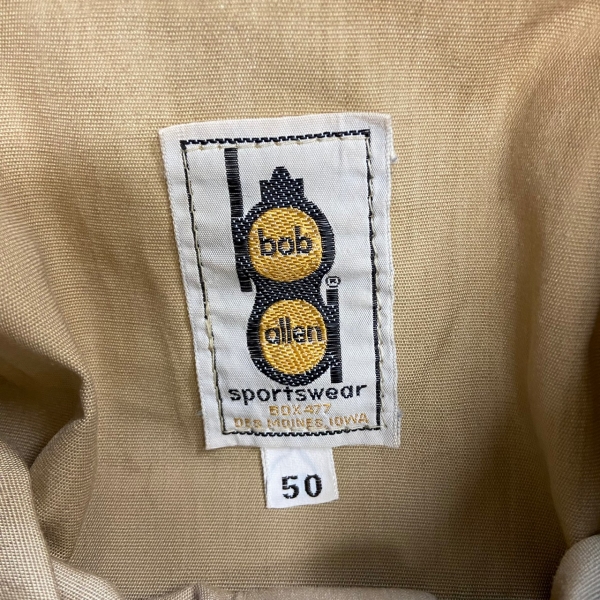 bob
allen
®
sportswear
BOX 477
DES MOINES, IOWA
50